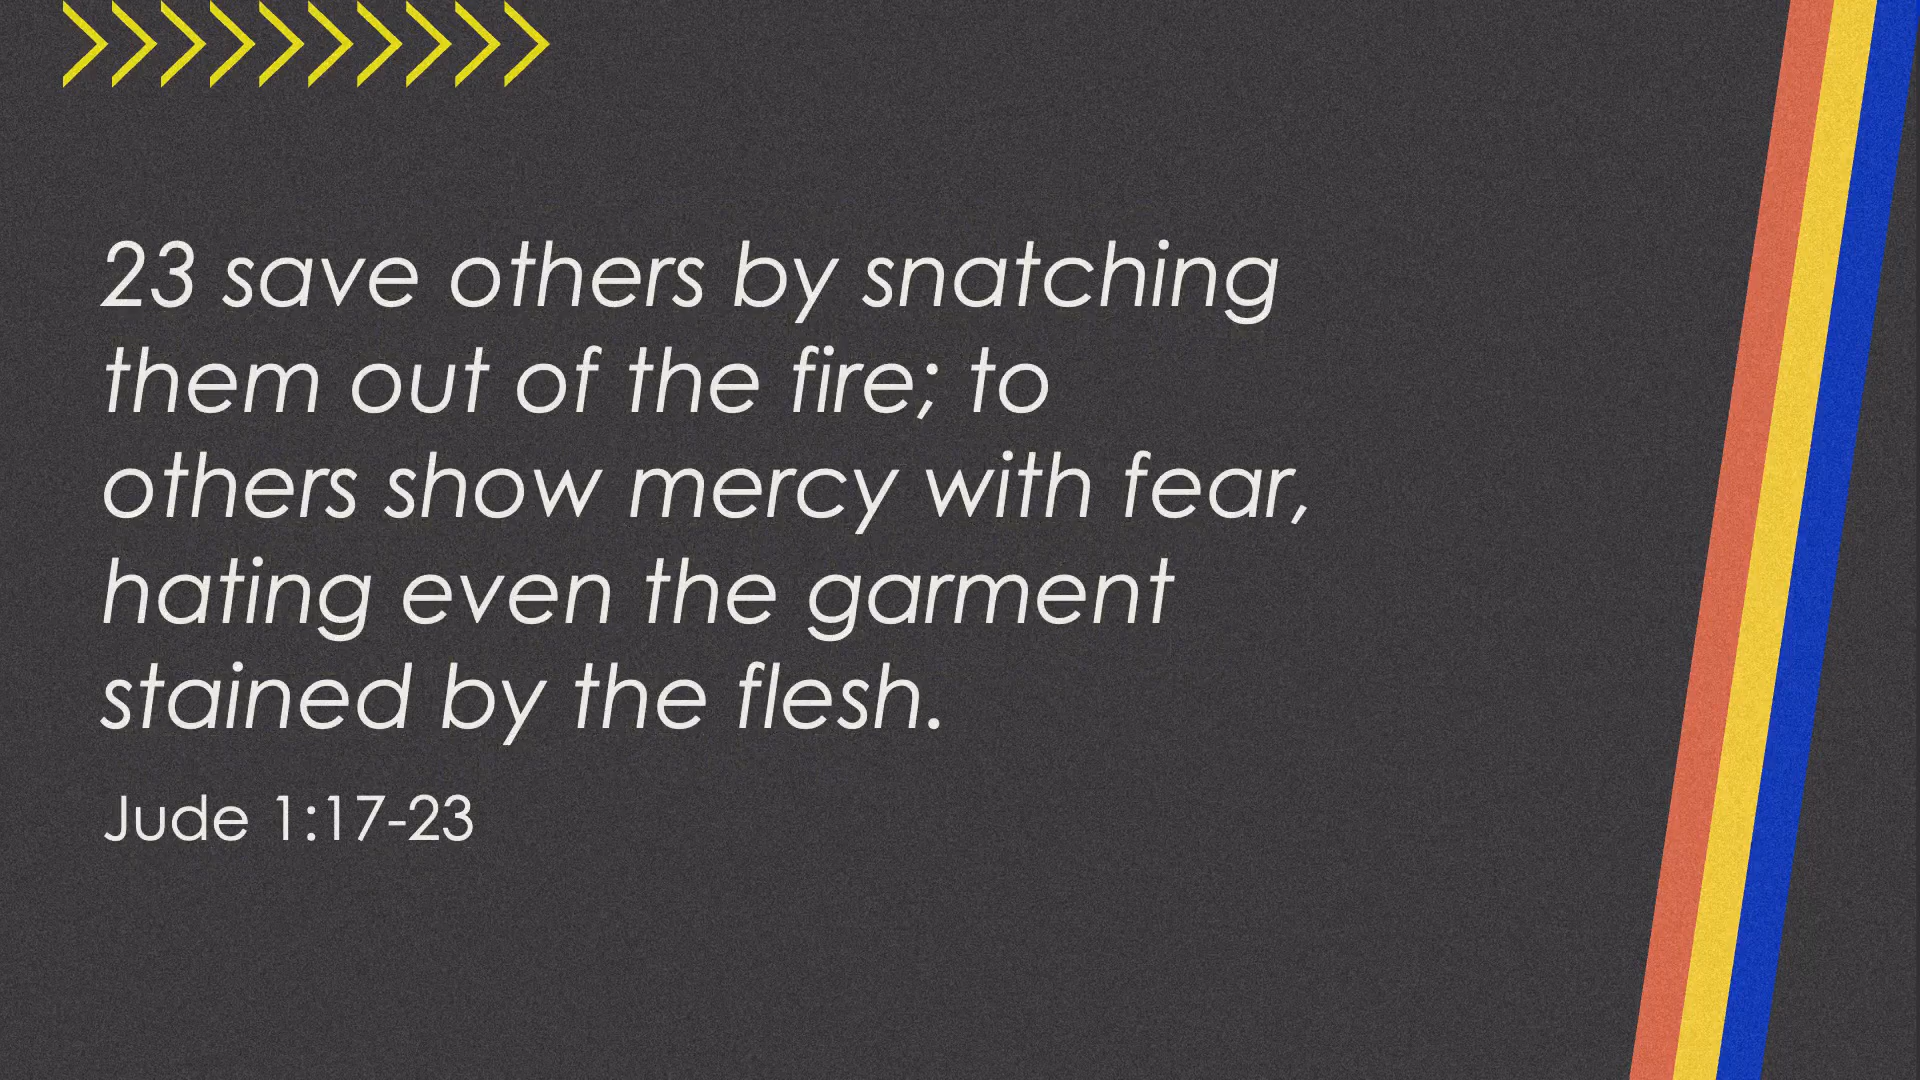 23 save others by snatching
them out of the fire; to
others show mercy with fear,
hating even the garment
stained by the flesh.
Jude 1:17-23